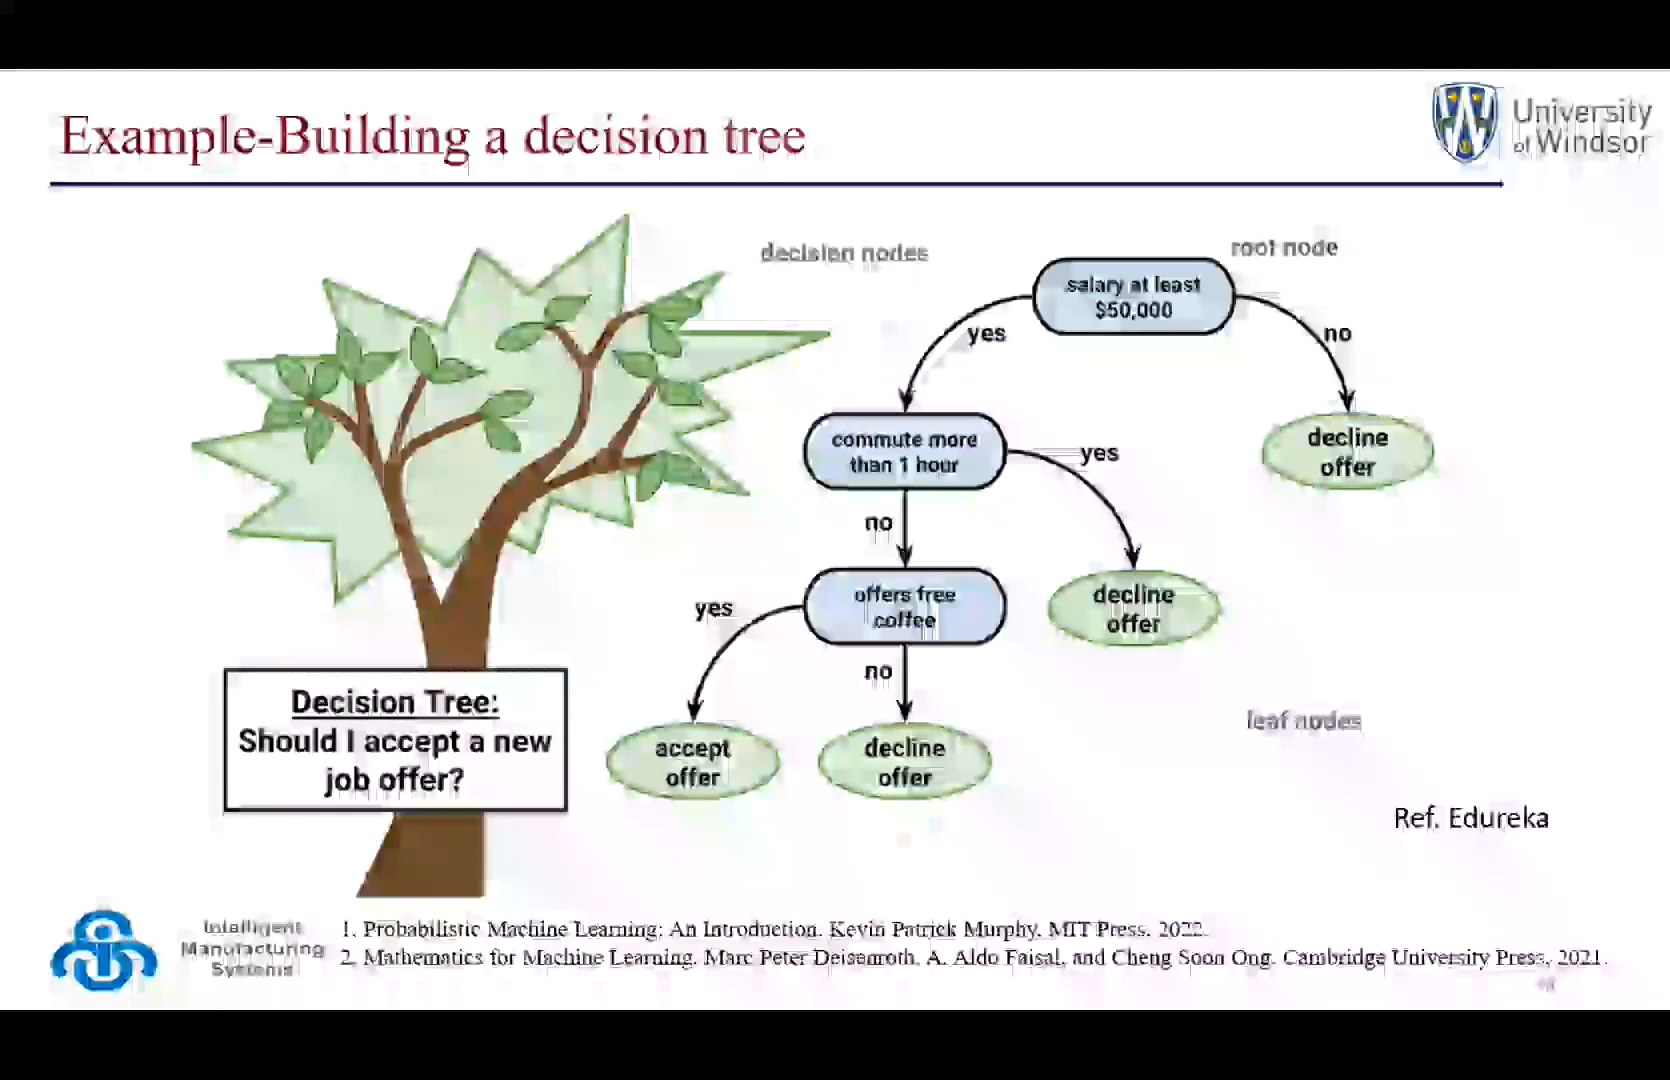 Example-Building a decision tree
University
of Windsor
decision nodes
root node
salary at least
$50,000
yes
no
commute more
than 1 hour
yes
decline
offer
no
offers free
coffee
decline
offer
yes
no
accept
offer
decline
offer
leaf nodes
Decision Tree:
Should I accept a new
job offer?
Ref. Edureka
Intelligent
Manufacturing
Systems
1. Probabilistic Machine Learning: An Introduction. Kevin Patrick Murphy. MIT Press. 2022.
2. Mathematics for Machine Learning. Marc Peter Deisenroth, A. Aldo Faisal, and Cheng Soon Ong. Cambridge University Press, 2021.